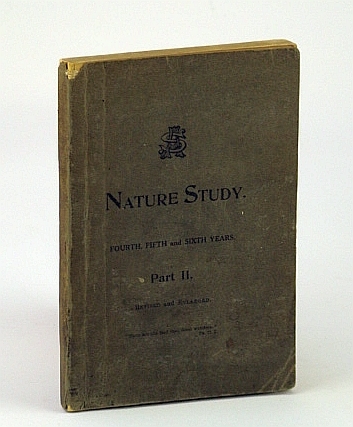 NATURE STUDY.
FOURTH, FIFTH and SIXTH YEARS.
Part II.
REVISED and ENLARGED